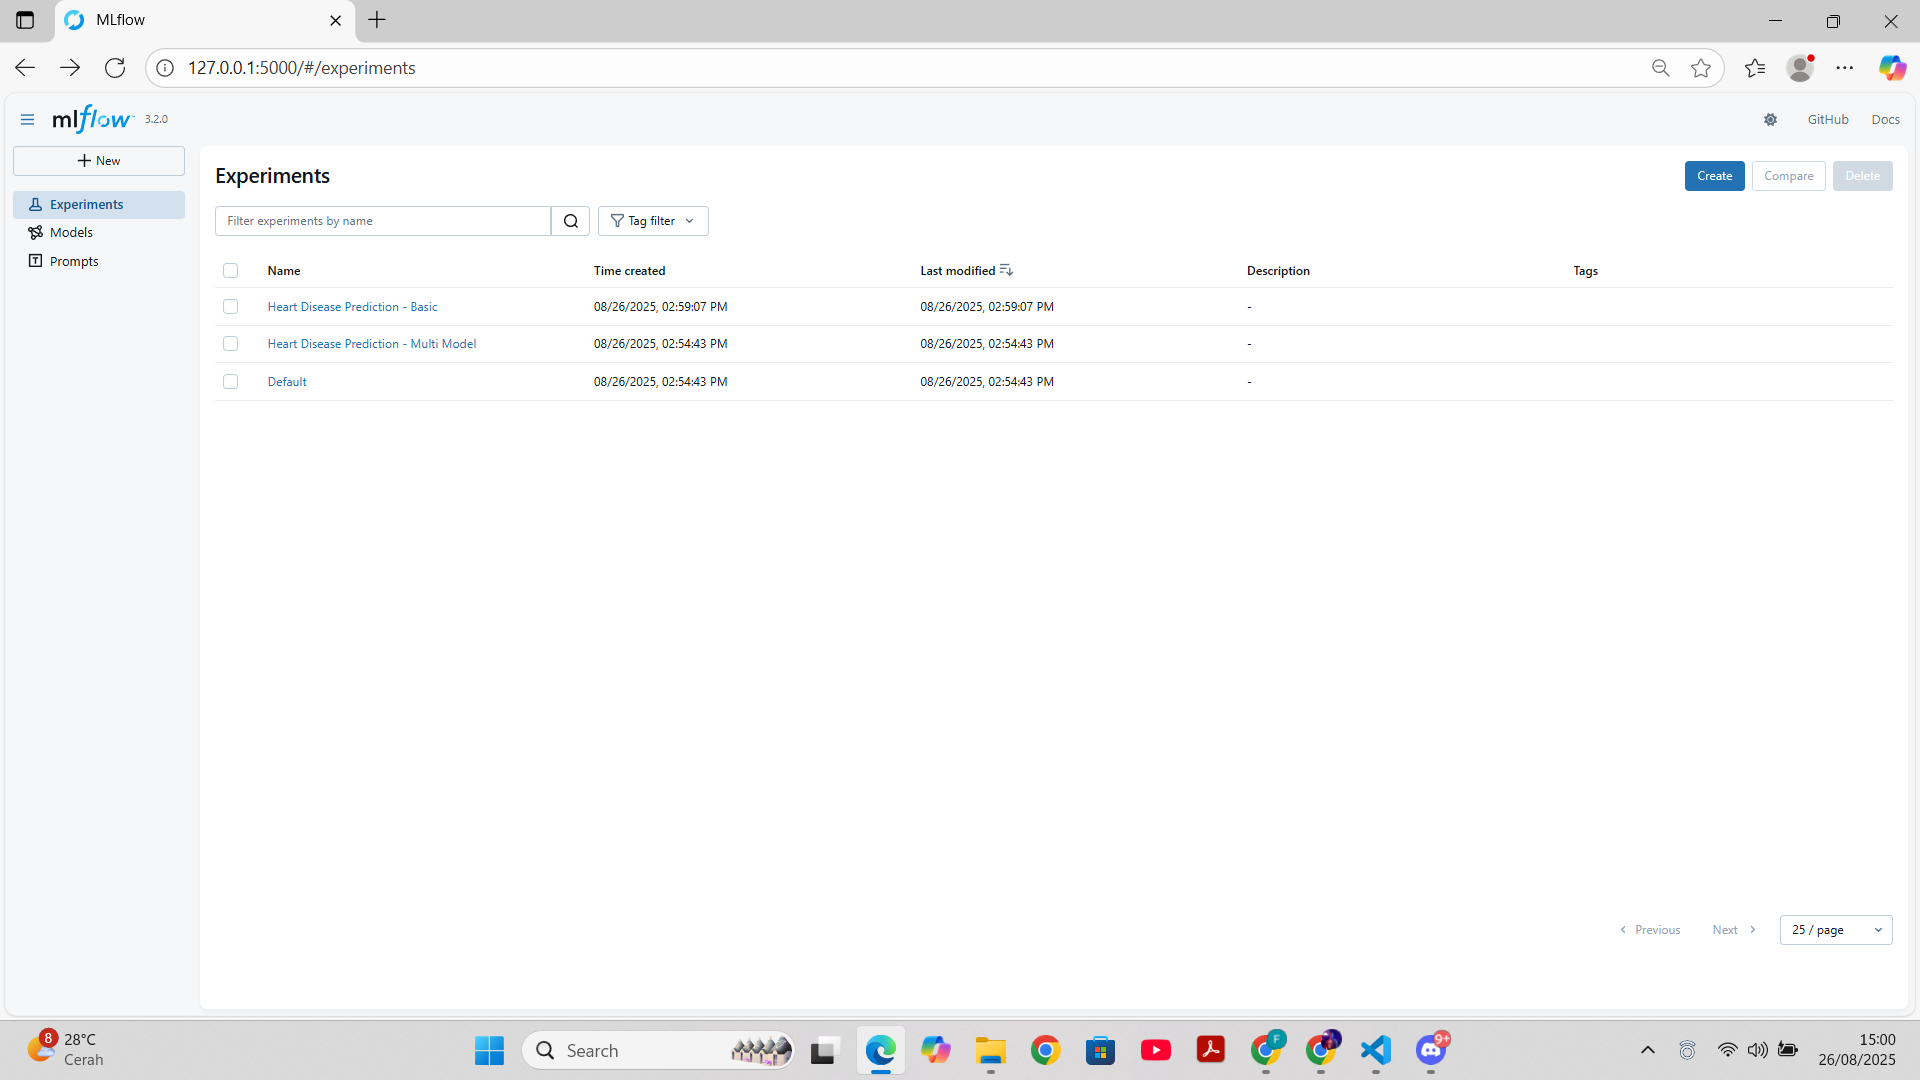 MLflow
127.0.0.1:5000/#/experiments
mlflow 3.2.0
GitHub Docs
New
Experiments
Models
Prompts
Experiments
Create Compare Delete
Filter experiments by name
Tag filter
Name Time created Last modified Description Tags
Heart Disease Prediction - Basic 08/26/2025, 02:59:07 PM 08/26/2025, 02:59:07 PM -
Heart Disease Prediction - Multi Model 08/26/2025, 02:54:43 PM 08/26/2025, 02:54:43 PM -
Default 08/26/2025, 02:54:43 PM 08/26/2025, 02:54:43 PM -
Previous Next 25 / page
8
28°C
Cerah
Search
F
9+
15:00
26/08/2025